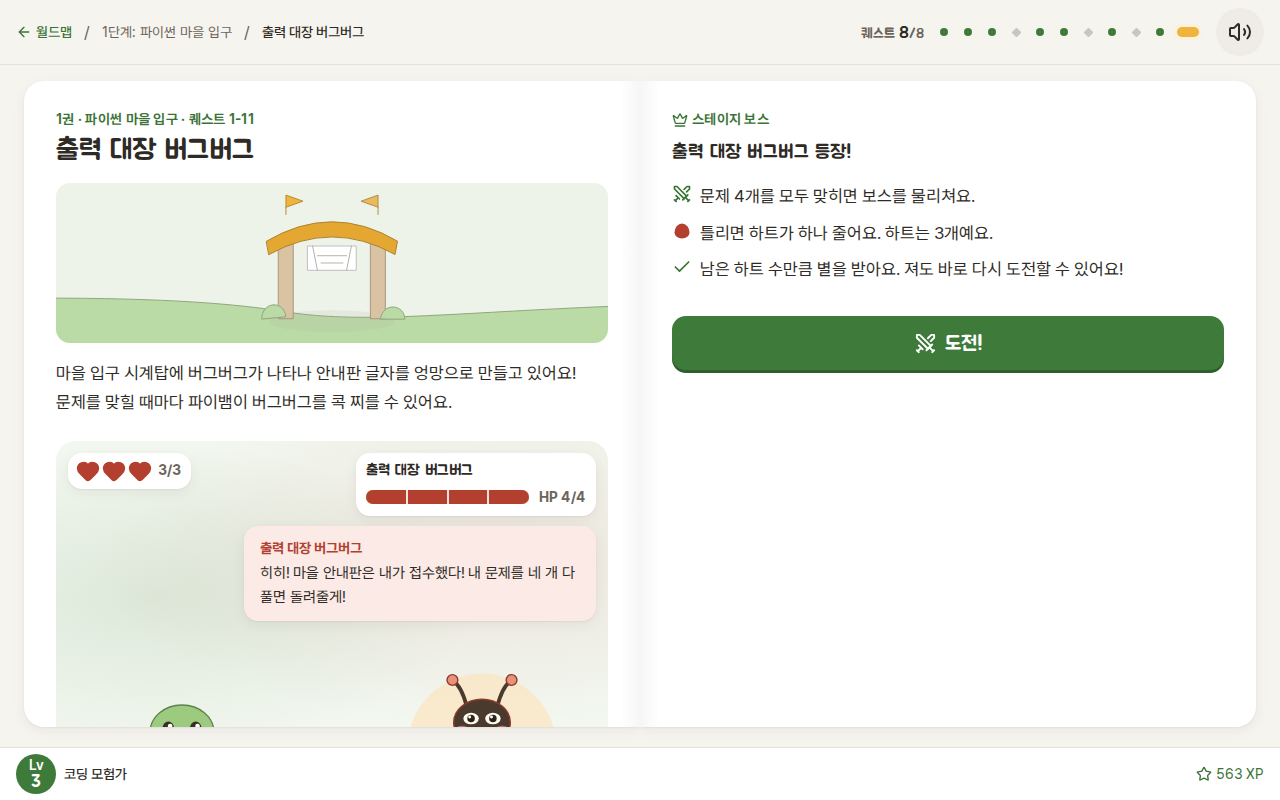 월드맵 / 1단계: 파이썬 마을 입구 / 출력 대장 버그버그
퀘스트 8/8
1권 · 파이썬 마을 입구 · 퀘스트 1-11
출력 대장 버그버그
마을 입구 시계탑에 버그버그가 나타나 안내판 글자를 엉망으로 만들고 있어요!
문제를 맞힐 때마다 파이뱀이 버그버그를 콕 찌를 수 있어요.
3/3
출력 대장 버그버그
HP 4/4
출력 대장 버그버그
히히! 마을 안내판은 내가 접수했다! 내 문제를 네 개 다
풀면 돌려줄게!
스테이지 보스
출력 대장 버그버그 등장!
문제 4개를 모두 맞히면 보스를 물리쳐요.
틀리면 하트가 하나 줄어요. 하트는 3개예요.
남은 하트 수만큼 별을 받아요. 져도 바로 다시 도전할 수 있어요!
도전!
Lv
3
코딩 모험가
563 XP